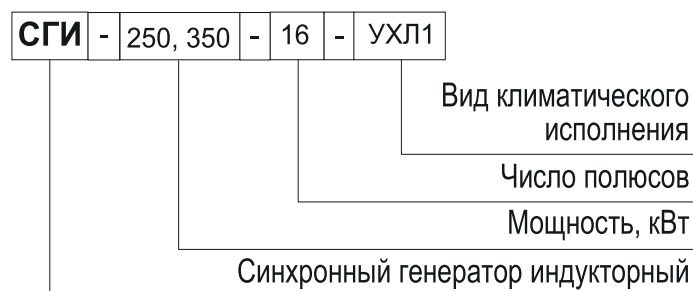 СГИ - 250, 350 - 16 - УХЛ1
Вид климатического
исполнения
Число полюсов
Мощность, кВт
Синхронный генератор индукторный